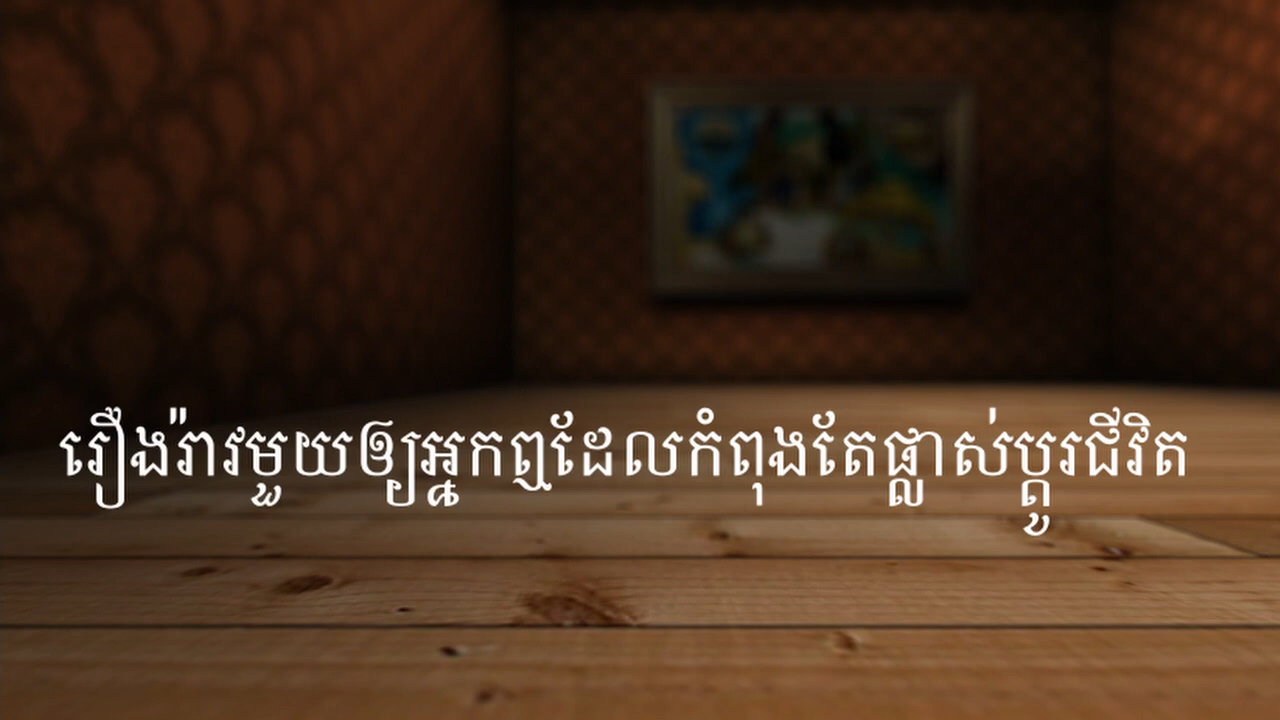 រឿងរ៉ាវមួយឲ្យអ្នកឮដែលកំពុងតែផ្លាស់ប្តូរជីវិត